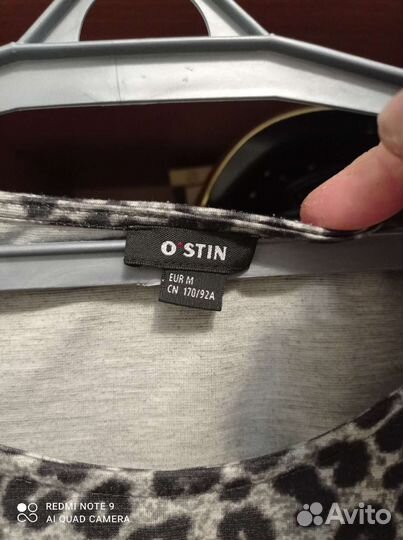 O'STIN
EUR M
CN 170/92A
REDMI NOTE 9
AI QUAD CAMERA
Avito